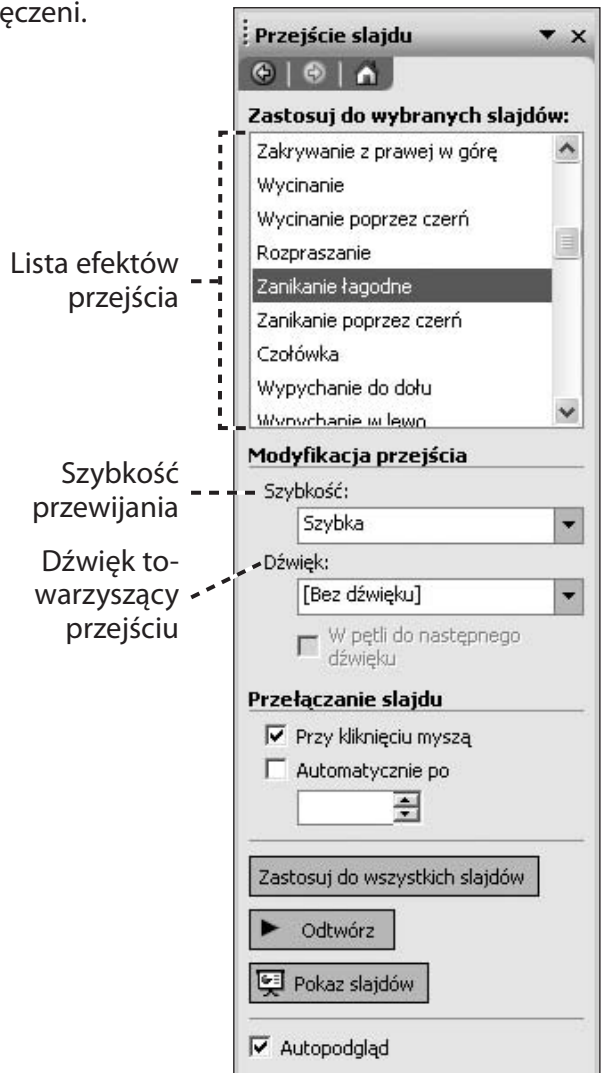 ęczeni.
Przejście slajdu
Zastosuj do wybranych slajdów:
Zakrywanie z prawej w górę
Wycinanie
Wycinanie poprzez czerń
Rozpraszanie
Zanikanie łagodne
Zanikanie poprzez czerń
Czołówka
Wypychanie do dołu
Wypychanie w lewo
Lista efektów
przejścia
Modyfikacja przejścia
Szybkość
przewijania
Szybkość:
Szybka
Dźwięk to-
warzyszący
przejściu
Dźwięk:
[Bez dźwięku]
W pętli do następnego
dźwięku
Przełączanie slajdu
Przy kliknięciu myszą
Automatycznie po
Zastosuj do wszystkich slajdów
Odtwórz
Pokaz slajdów
Autopodgląd